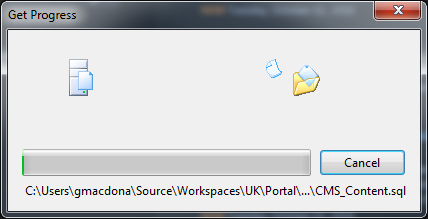 Get Progress
Cancel
C:\Users\gmacdona\Source\Workspaces\UK\Portal\...\CMS_Content.sql